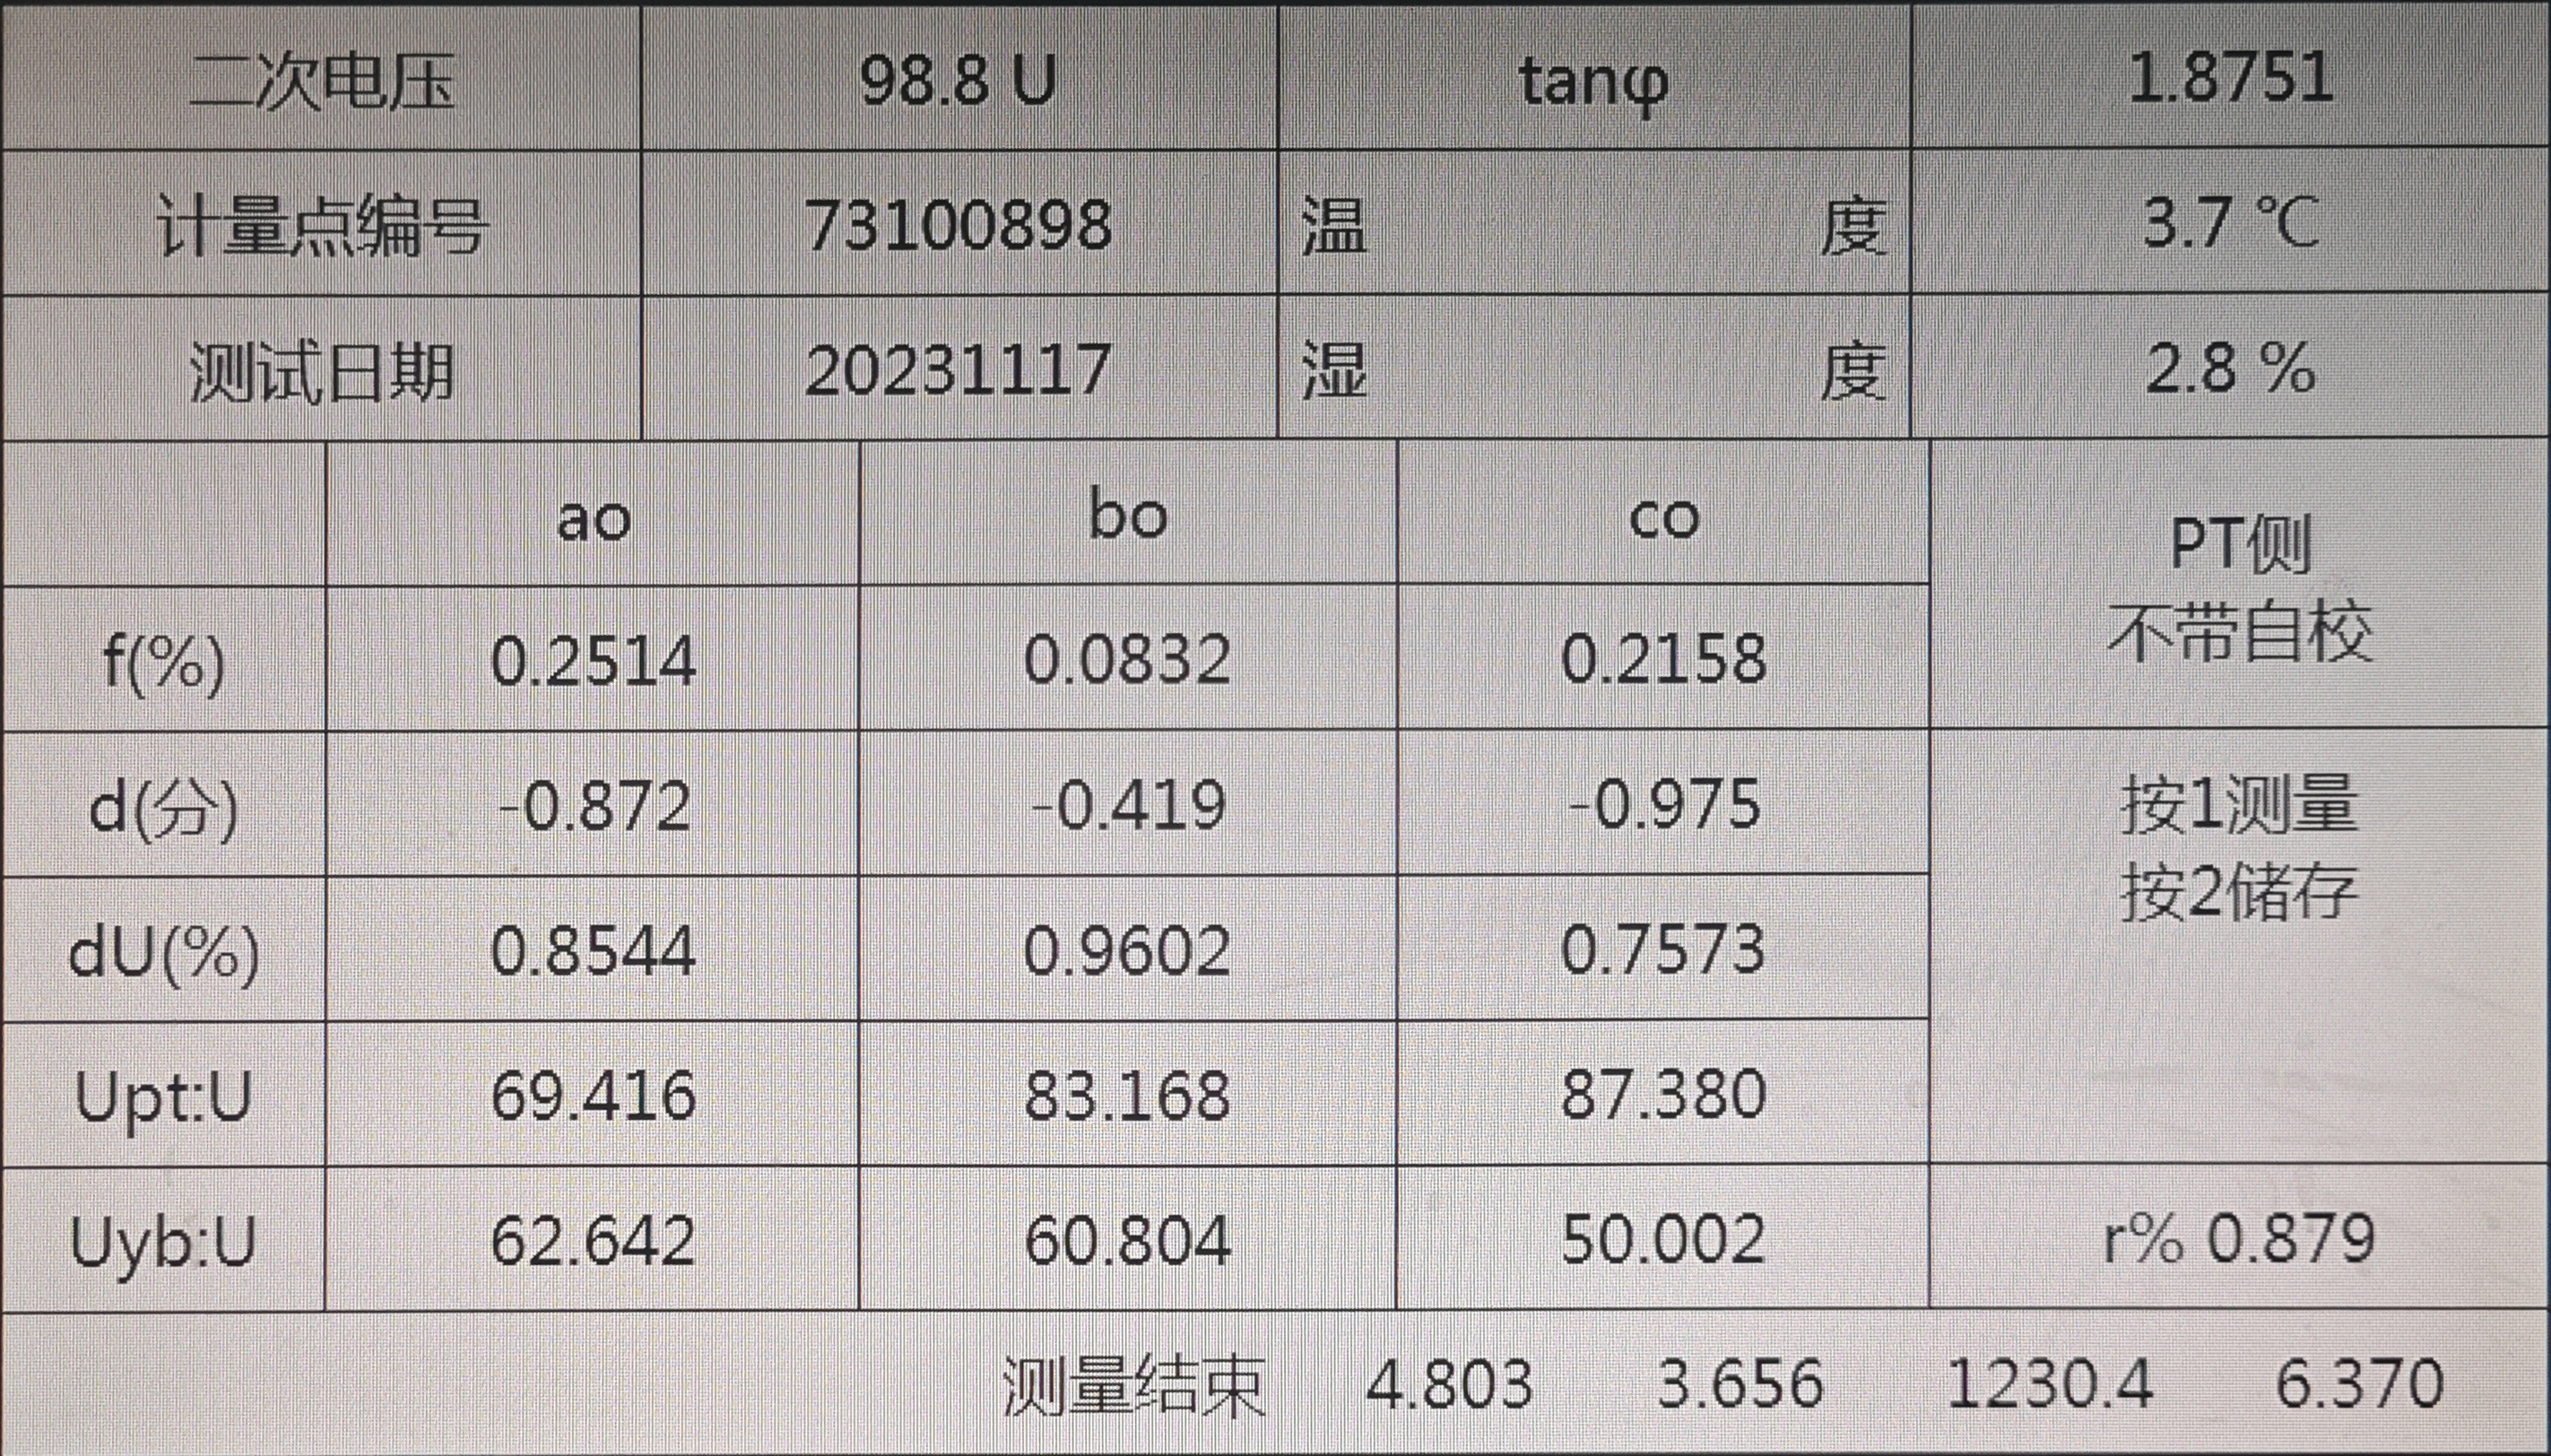 二次电压 98.8 U tanφ 1.8751
计量点编号 73100898 温 度 3.7 ℃
测试日期 20231117 湿 度 2.8 %
ao bo co PT侧
不带自校
f(%) 0.2514 0.0832 0.2158
d(分) -0.872 -0.419 -0.975 按1测量
按2储存
dU(%) 0.8544 0.9602 0.7573
Upt:U 69.416 83.168 87.380
Uyb:U 62.642 60.804 50.002 r% 0.879
测量结束 4.803 3.656 1230.4 6.370